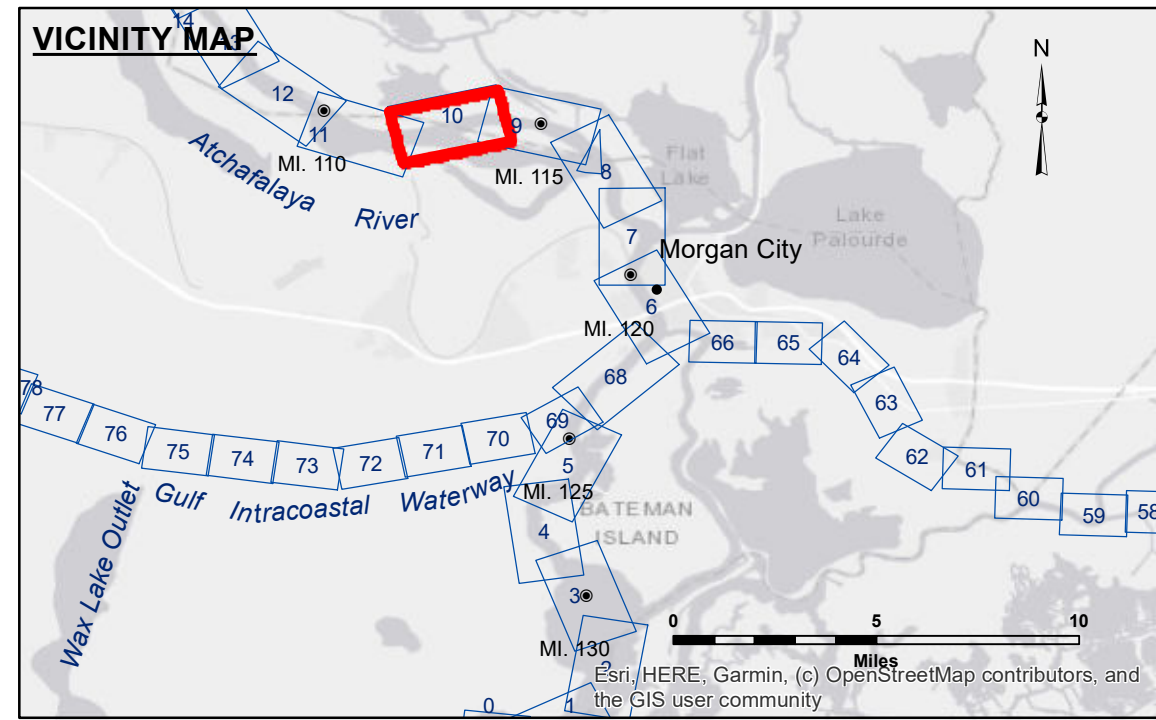 VICINITY MAP
N
14
13
12
11
10
9
8
7
6
MI. 110
MI. 115
Atchafalaya River
Flat
Lake
Lake
Palourde
Morgan City
MI. 120
66
65
64
63
62
61
60
59
58
68
69
70
71
72
73
74
75
76
77
78
5
MI. 125
Gulf Intracoastal Waterway
Wax Lake Outlet
BATEMAN
ISLAND
4
3
MI. 130
2
1
0
0 5 10
Miles
Esri, HERE, Garmin, (c) OpenStreetMap contributors, and
the GIS user community